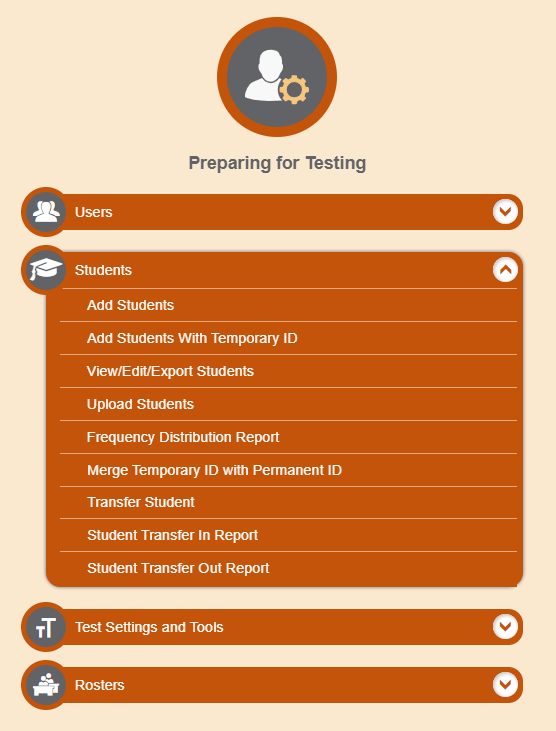 Preparing for Testing
Users
Students
Add Students
Add Students With Temporary ID
View/Edit/Export Students
Upload Students
Frequency Distribution Report
Merge Temporary ID with Permanent ID
Transfer Student
Student Transfer In Report
Student Transfer Out Report
Test Settings and Tools
Rosters